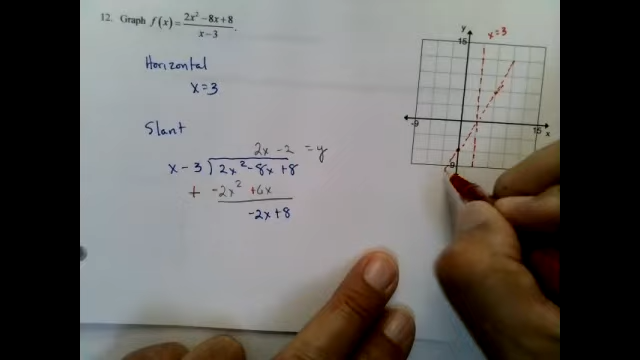 12. Graph f(x) = (2x² − 8x + 8)/(x − 3).
Horizontal
x = 3
Slant
2x − 2 = y
x − 3 ) 2x² − 8x + 8
+ −2x² + 6x
−2x + 8
x = 3
y
15
−9
15
x
−9